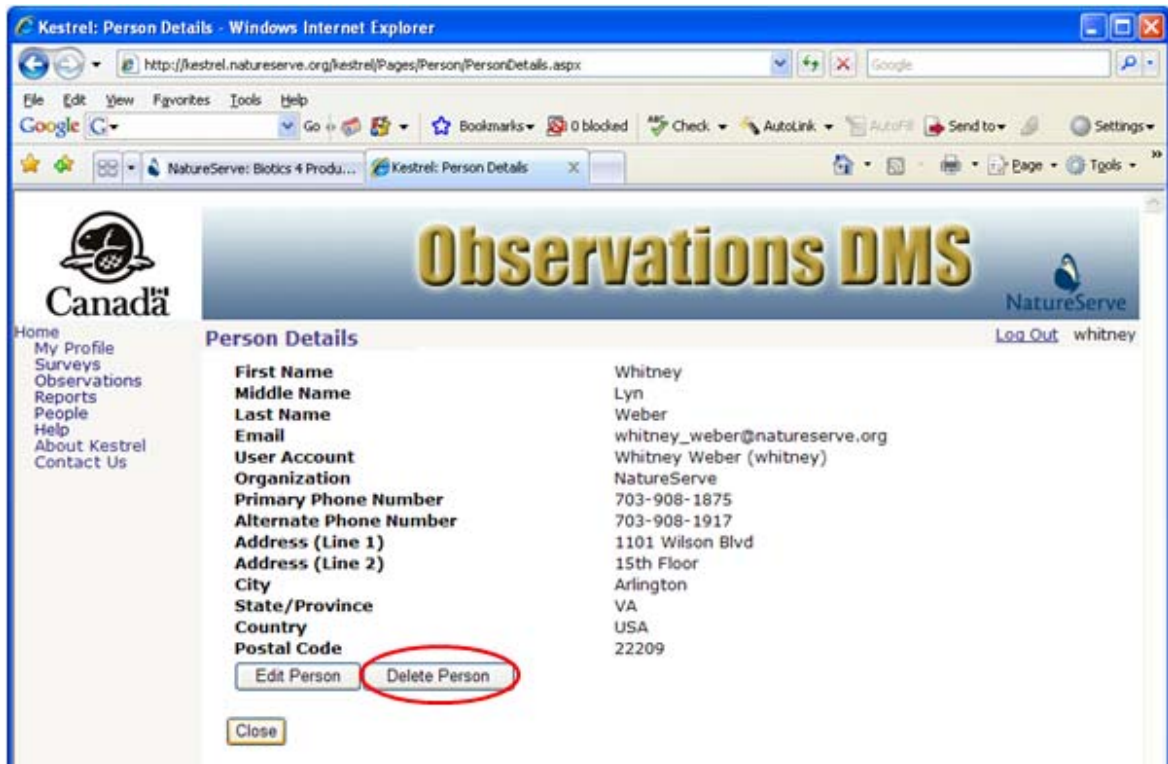 Kestrel: Person Details - Windows Internet Explorer
http://kestrel.natureserve.org/kestrel/Pages/Person/PersonDetails.aspx Google
File Edit View Favorites Tools Help
Google G Go Bookmarks 0 blocked Check AutoLink AutoFill Send to Settings
NatureServe: Biotics 4 Produ... Kestrel: Person Details X Page Tools »
Canada
Observations DMS
NatureServe
Home
My Profile
Surveys
Observations
Reports
People
Help
About Kestrel
Contact Us
Person Details Log Out whitney
First Name Whitney
Middle Name Lyn
Last Name Weber
Email whitney_weber@natureserve.org
User Account Whitney Weber (whitney)
Organization NatureServe
Primary Phone Number 703-908-1875
Alternate Phone Number 703-908-1917
Address (Line 1) 1101 Wilson Blvd
Address (Line 2) 15th Floor
City Arlington
State/Province VA
Country USA
Postal Code 22209
Edit Person Delete Person
Close